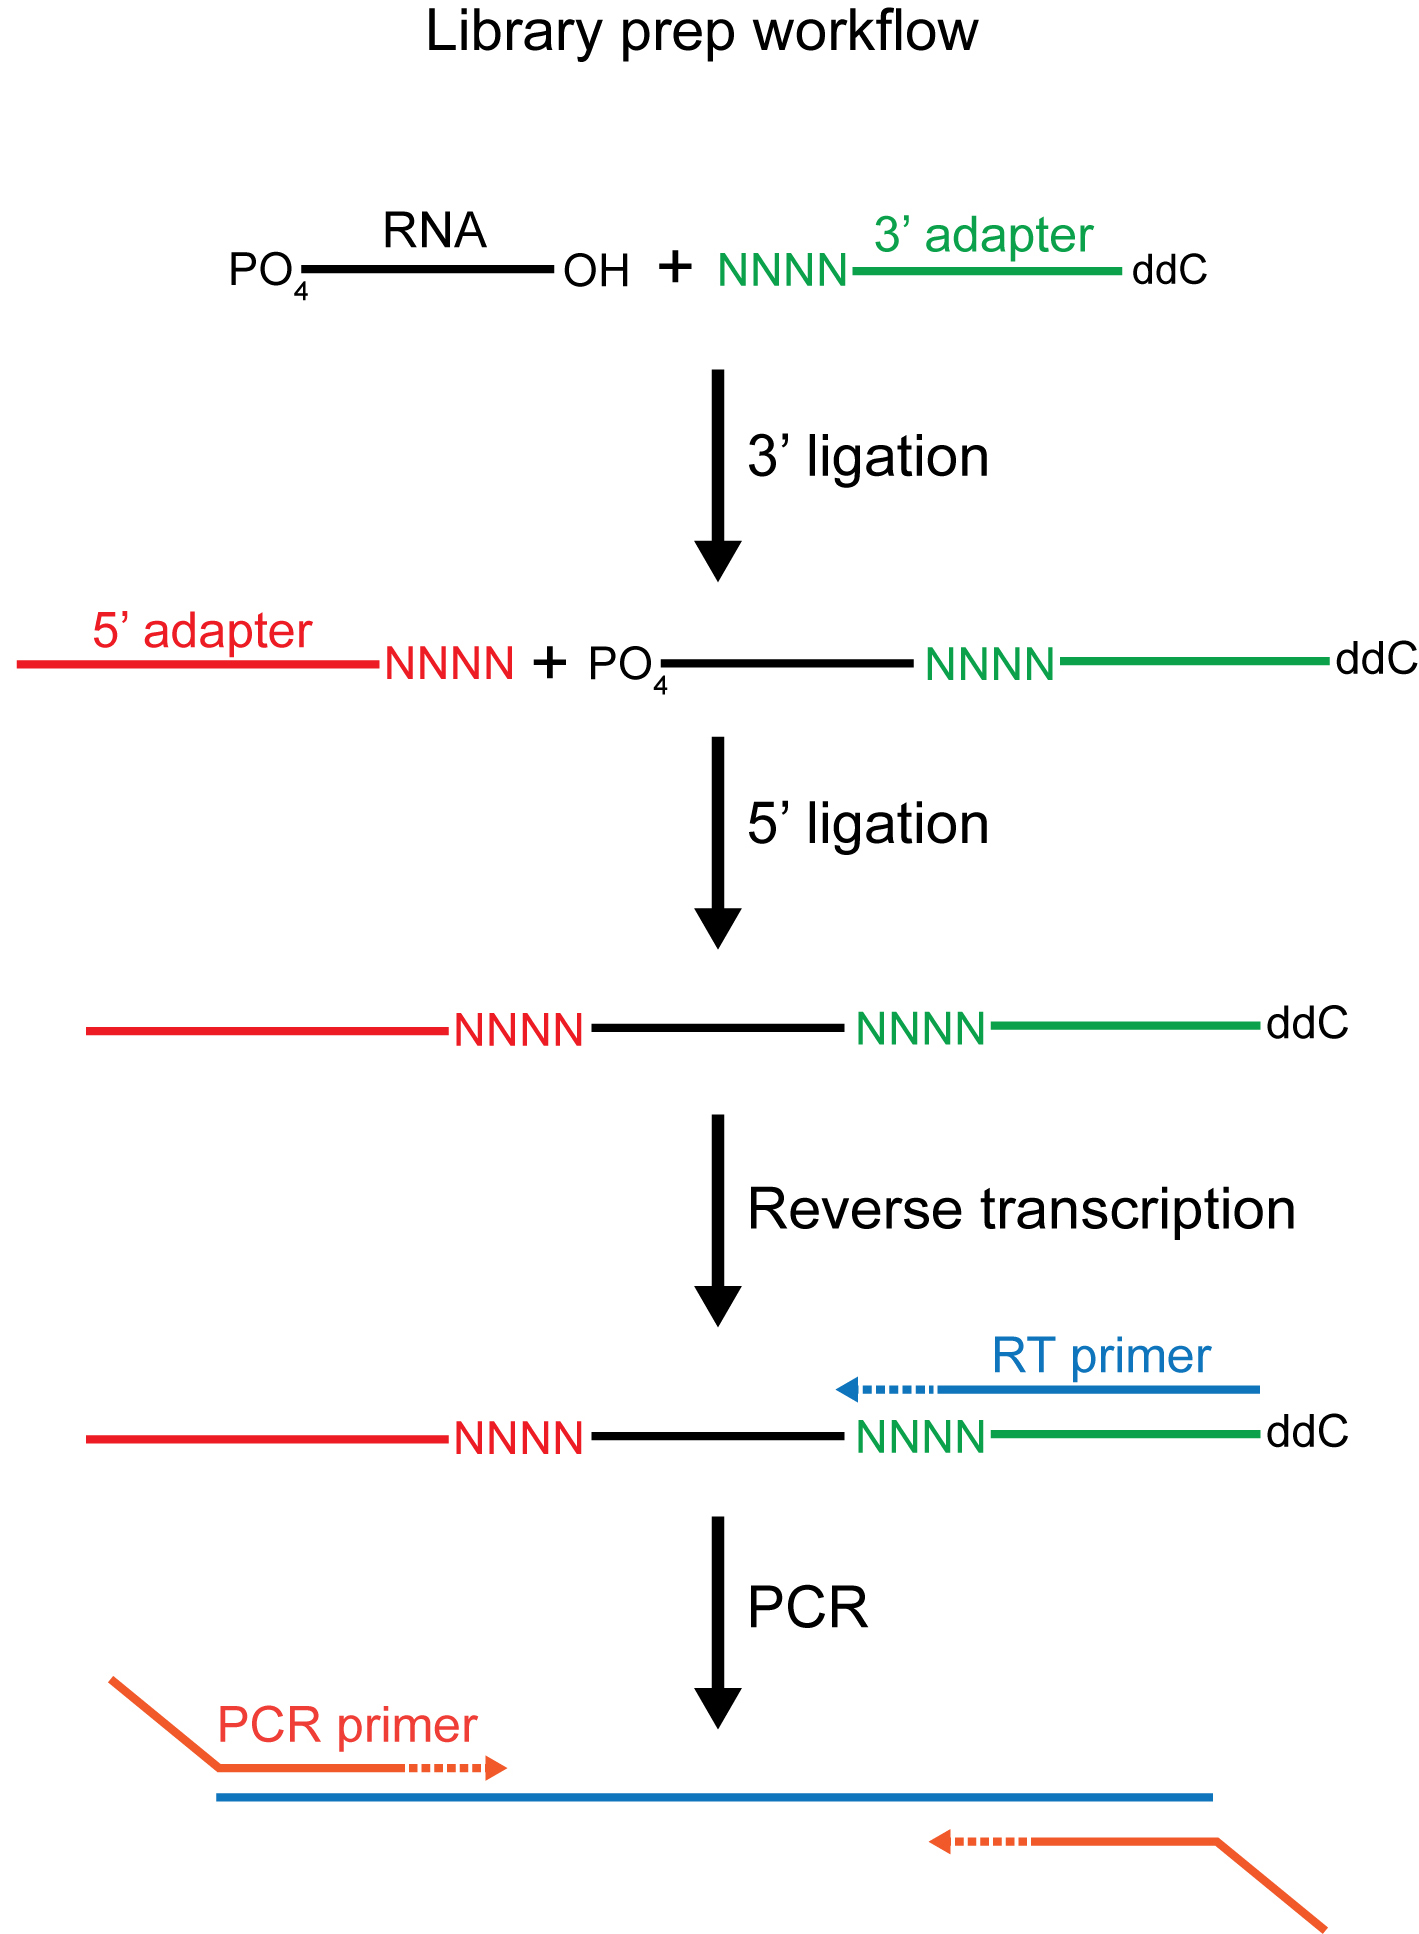 Library prep workflow
RNA
PO4 OH + NNNN 3’ adapter ddC
3’ ligation
5’ adapter
NNNN + PO4 NNNN ddC
5’ ligation
NNNN NNNN ddC
Reverse transcription
RT primer
NNNN NNNN ddC
PCR
PCR primer